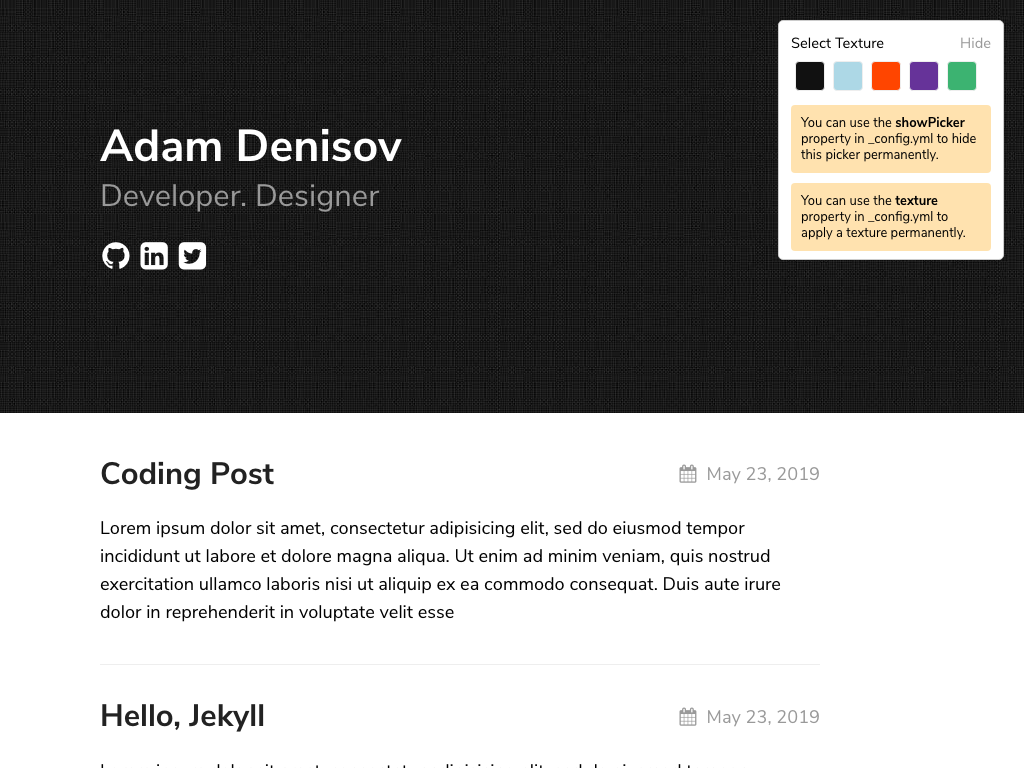 Select Texture
Hide
You can use the showPicker
property in _config.yml to hide
this picker permanently.
You can use the texture
property in _config.yml to
apply a texture permanently.
Adam Denisov
Developer. Designer
Coding Post
May 23, 2019
Lorem ipsum dolor sit amet, consectetur adipisicing elit, sed do eiusmod tempor
incididunt ut labore et dolore magna aliqua. Ut enim ad minim veniam, quis nostrud
exercitation ullamco laboris nisi ut aliquip ex ea commodo consequat. Duis aute irure
dolor in reprehenderit in voluptate velit esse
Hello, Jekyll
May 23, 2019